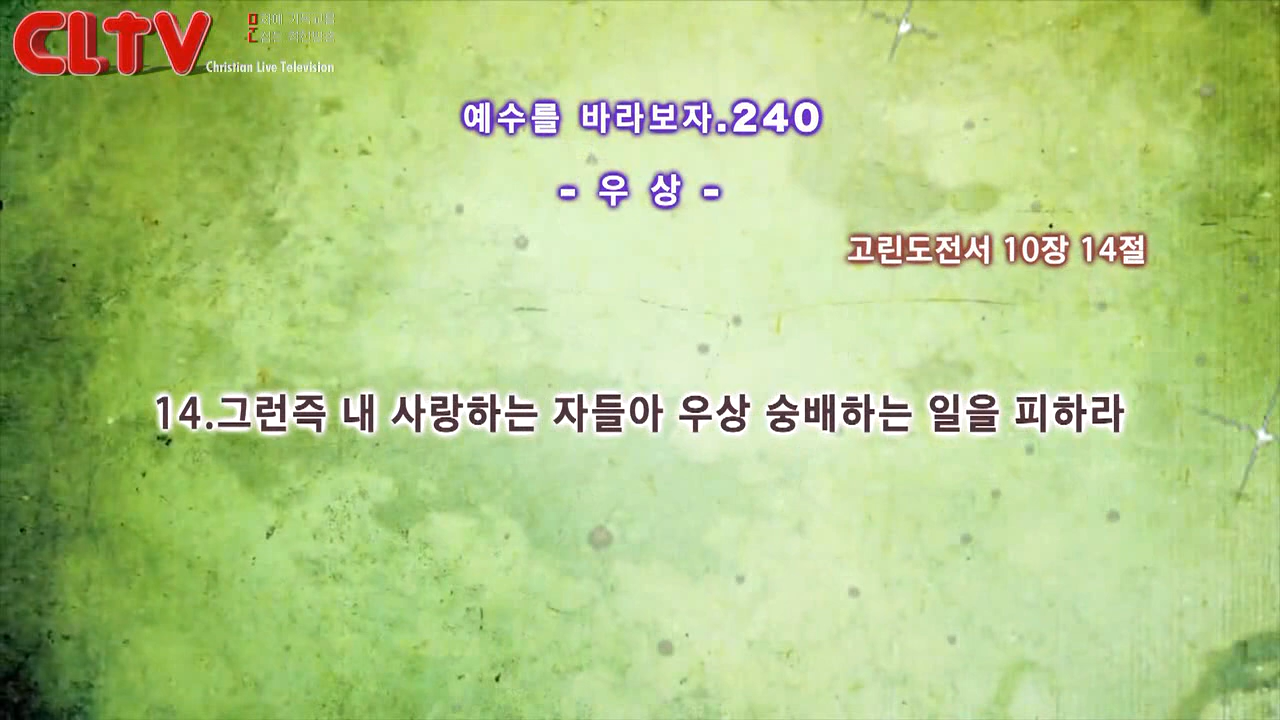 CLTV
Christian Live Television
예수를 바라보자.240
- 우 상 -
고린도전서 10장 14절
14.그런즉 내 사랑하는 자들아 우상 숭배하는 일을 피하라